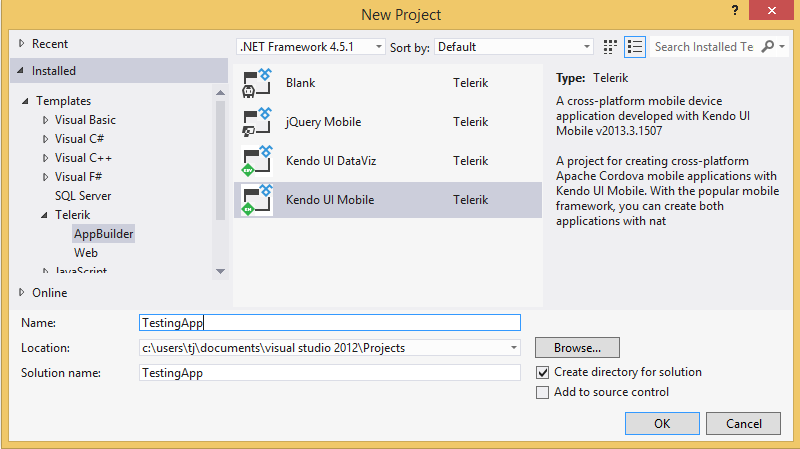 New Project
?
Recent
.NET Framework 4.5.1
Sort by:
Default
Search Installed Te
Installed
Templates
Visual Basic
Visual C#
Visual C++
Visual F#
SQL Server
Telerik
AppBuilder
Web
JavaScript
Online
Blank Telerik
jQuery Mobile Telerik
Kendo UI DataViz Telerik
Kendo UI Mobile Telerik
Type: Telerik
A cross-platform mobile device
application developed with Kendo UI
Mobile v2013.3.1507
A project for creating cross-platform
Apache Cordova mobile applications with
Kendo UI Mobile. With the popular mobile
framework, you can create both
applications with nat
Name: TestingApp
Location: c:\users\tj\documents\visual studio 2012\Projects
Browse...
Solution name: TestingApp
Create directory for solution
Add to source control
OK
Cancel